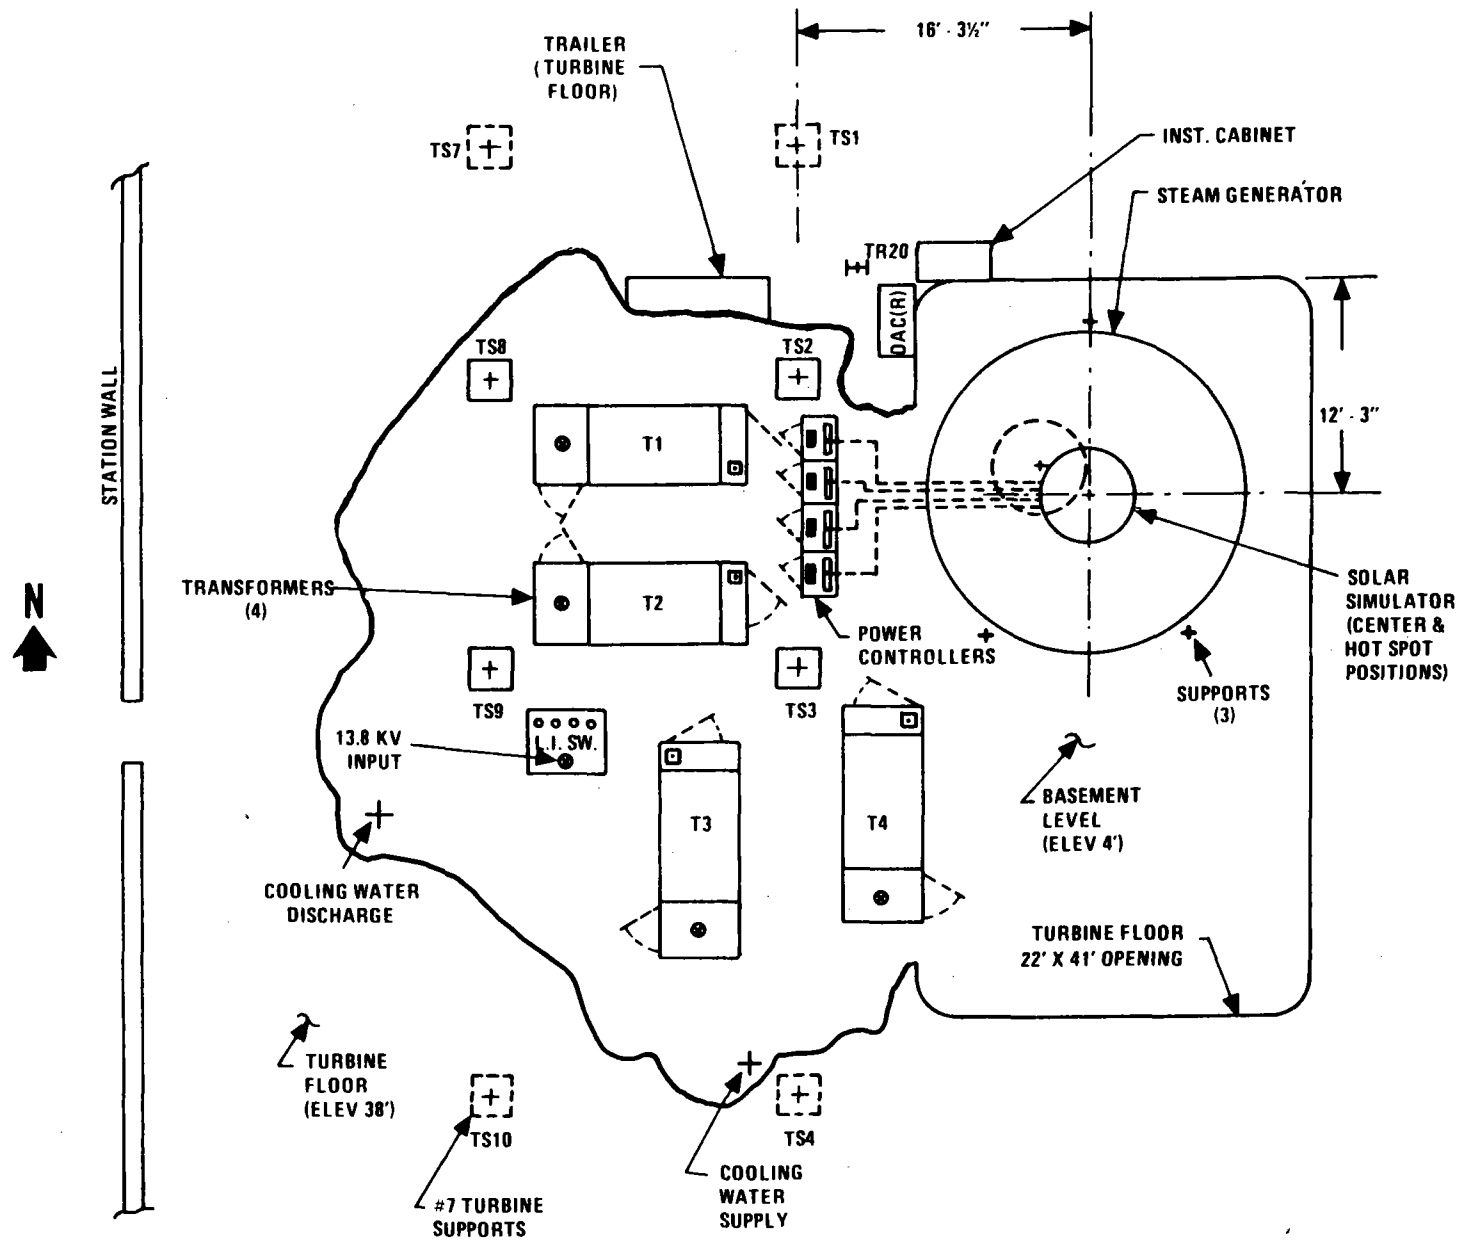 16' - 3½"
TRAILER
(TURBINE
FLOOR)
TS7
TS1
INST. CABINET
STEAM GENERATOR
TR20
DAC(R)
TS8
TS2
STATION WALL
T1
12' - 3"
N
TRANSFORMERS
(4)
T2
POWER
CONTROLLERS
SOLAR
SIMULATOR
(CENTER &
HOT SPOT
POSITIONS)
SUPPORTS
(3)
TS9
TS3
13.8 KV
INPUT
L.I. SW.
BASEMENT
LEVEL
(ELEV 4')
T3
T4
COOLING WATER
DISCHARGE
TURBINE FLOOR
22' X 41' OPENING
TURBINE
FLOOR
(ELEV 38')
TS10
TS4
#7 TURBINE
SUPPORTS
COOLING
WATER
SUPPLY